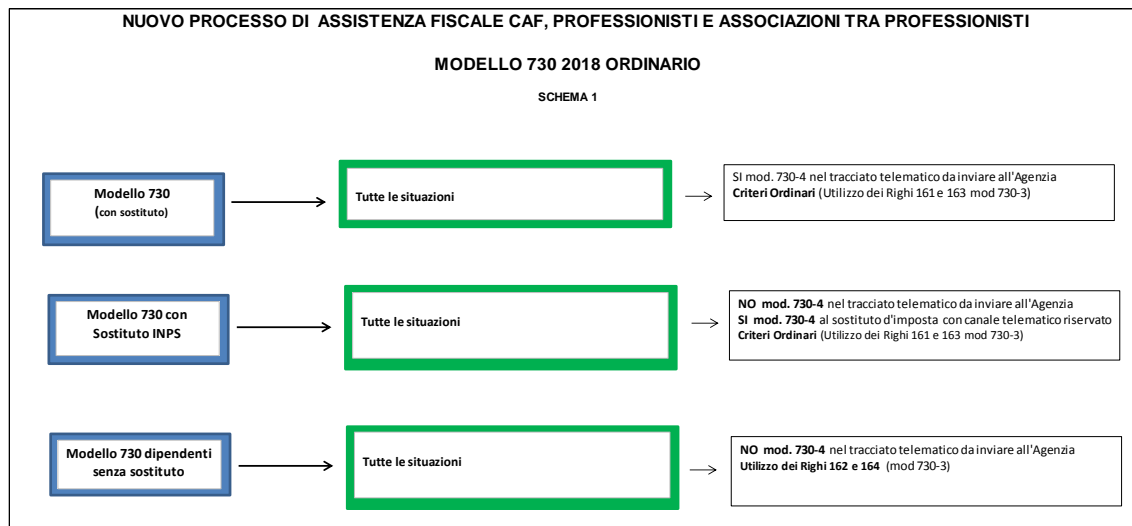 NUOVO PROCESSO DI ASSISTENZA FISCALE CAF, PROFESSIONISTI E ASSOCIAZIONI TRA PROFESSIONISTI
MODELLO 730 2018 ORDINARIO
SCHEMA 1
Modello 730
(con sostituto)
Tutte le situazioni
SI mod. 730-4 nel tracciato telematico da inviare all'Agenzia
Criteri Ordinari (Utilizzo dei Righi 161 e 163 mod 730-3)
Modello 730 con
Sostituto INPS
Tutte le situazioni
NO mod. 730-4 nel tracciato telematico da inviare all'Agenzia
SI mod. 730-4 al sostituto d'imposta con canale telematico riservato
Criteri Ordinari (Utilizzo dei Righi 161 e 163 mod 730-3)
Modello 730 dipendenti
senza sostituto
Tutte le situazioni
NO mod. 730-4 nel tracciato telematico da inviare all'Agenzia
Utilizzo dei Righi 162 e 164 (mod 730-3)